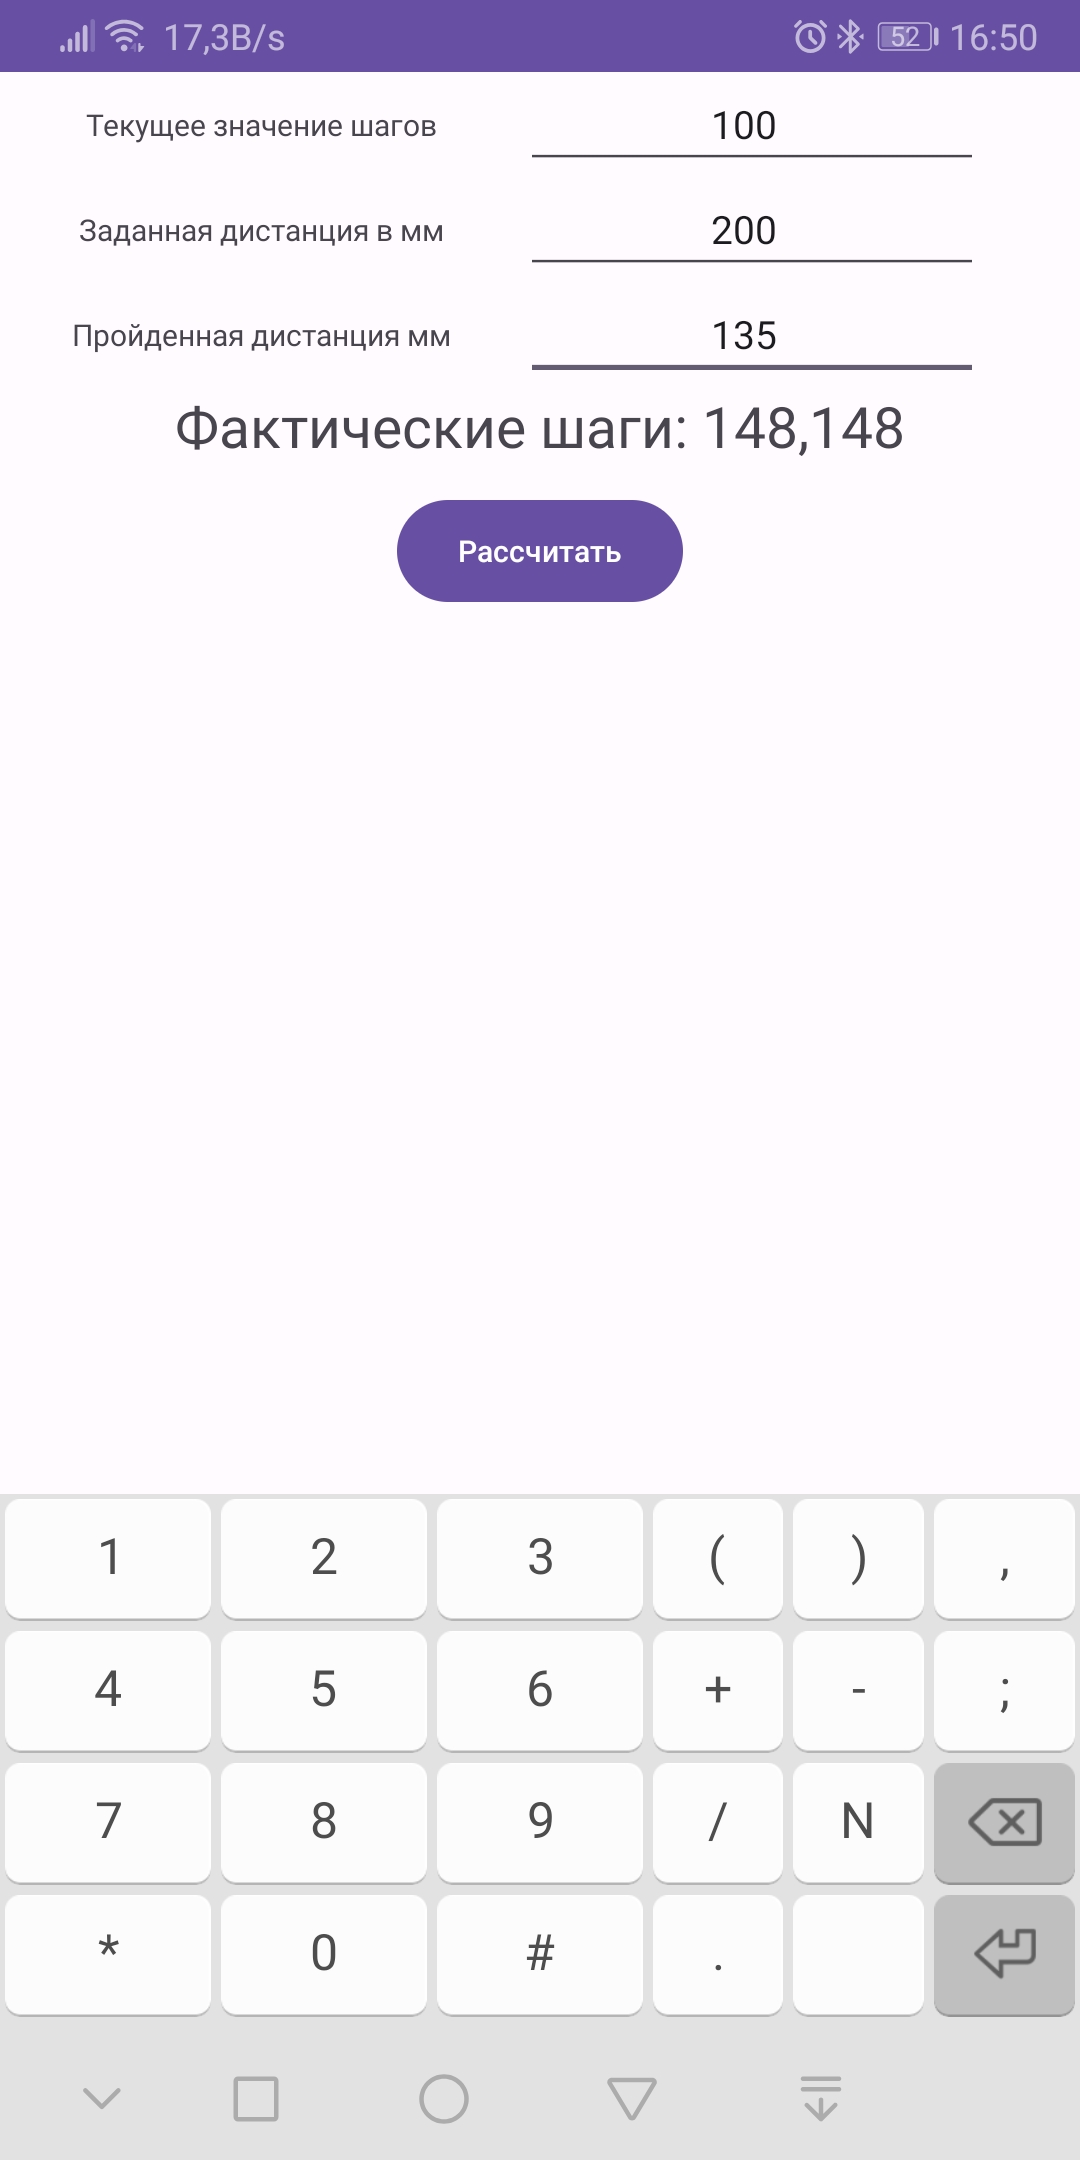 17,3B/s 52 16:50
Текущее значение шагов 100
Заданная дистанция в мм 200
Пройденная дистанция мм 135
Фактические шаги: 148,148
Рассчитать
1 2 3 ( ) ,
4 5 6 + - ;
7 8 9 / N
* 0 # .